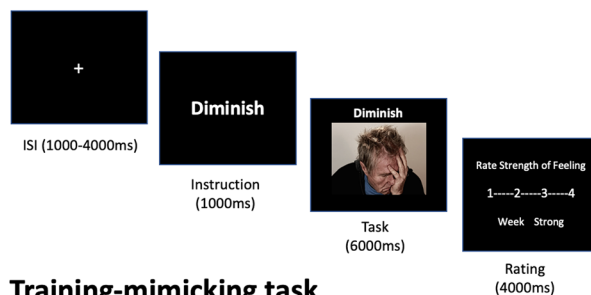 +
ISI (1000-4000ms)
Diminish
Instruction
(1000ms)
Diminish
Task
(6000ms)
Rate Strength of Feeling
1-----2-----3-----4
Week Strong
Rating
(4000ms)
Training-mimicking task